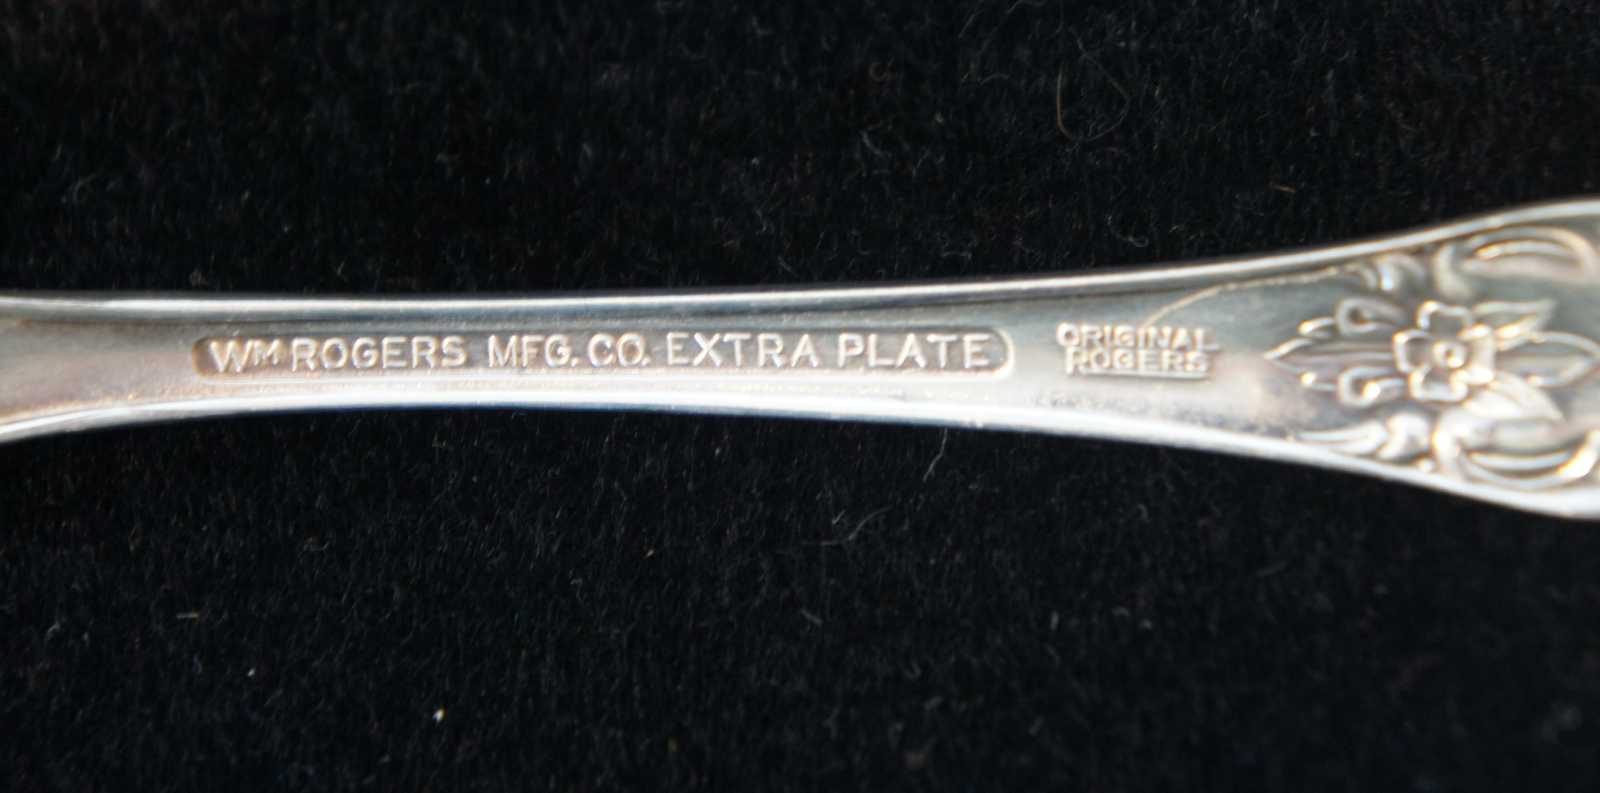 WM ROGERS MFG. CO. EXTRA PLATE
ORIGINAL
ROGERS